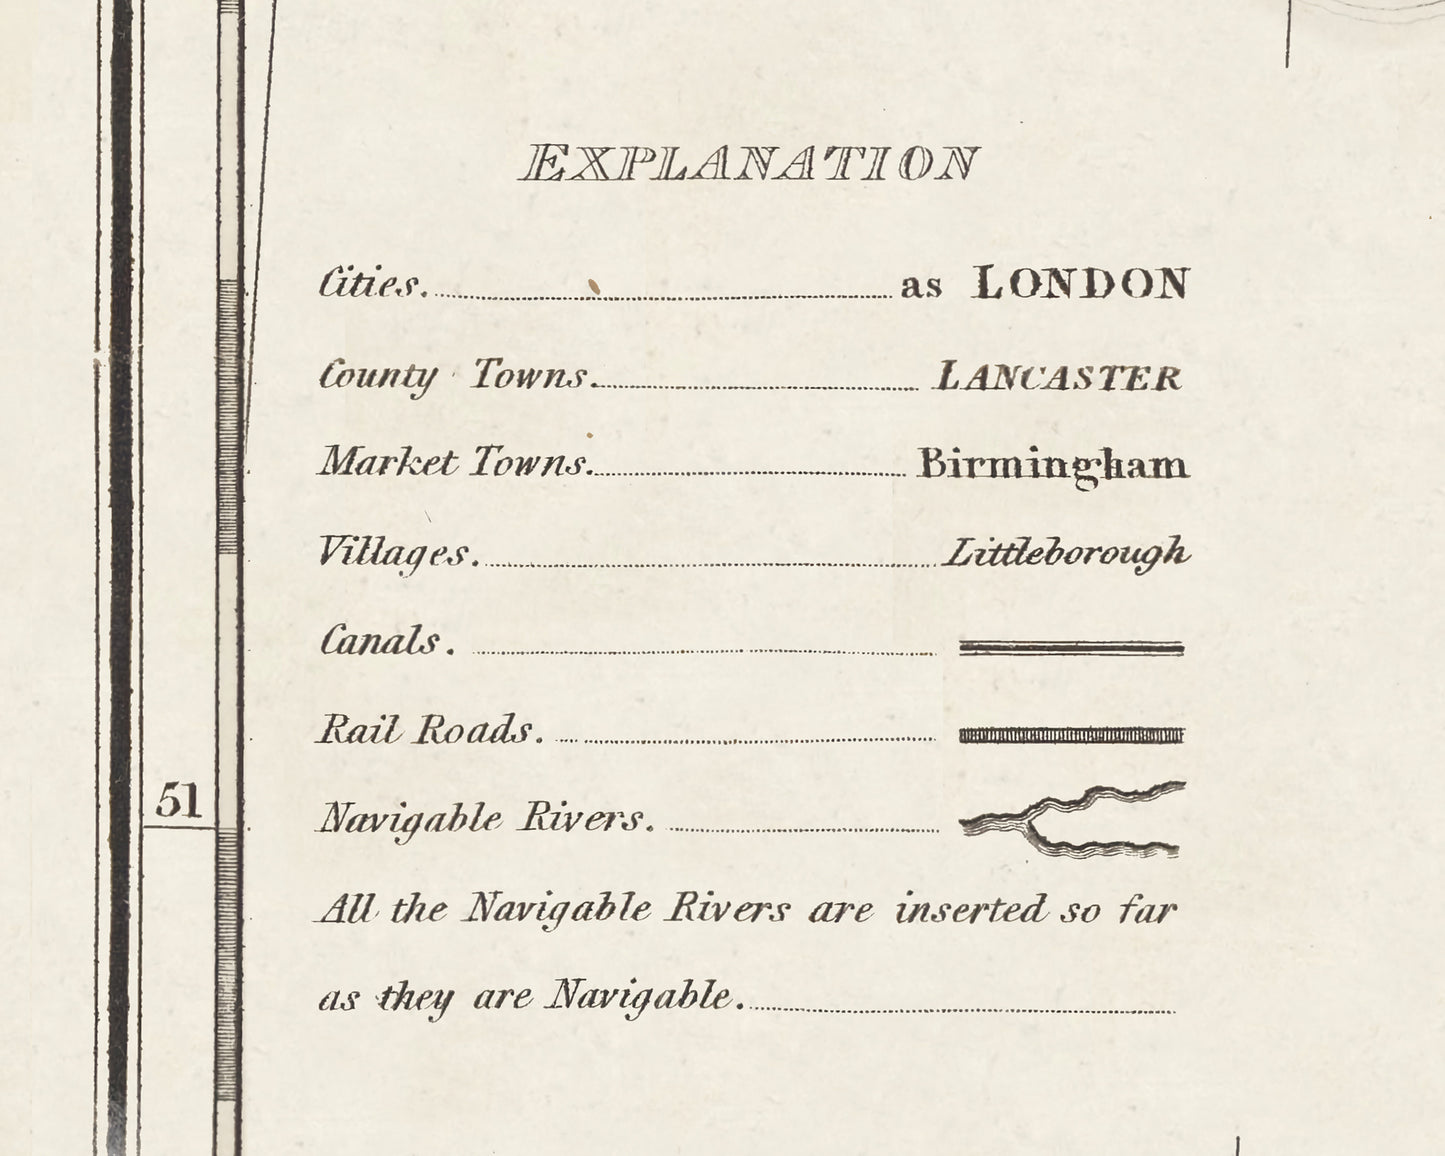 EXPLANATION
Cities. as LONDON
County Towns. LANCASTER
Market Towns. Birmingham
Villages. Littleborough
Canals.
Rail Roads.
51
Navigable Rivers.
All the Navigable Rivers are inserted so far
as they are Navigable.